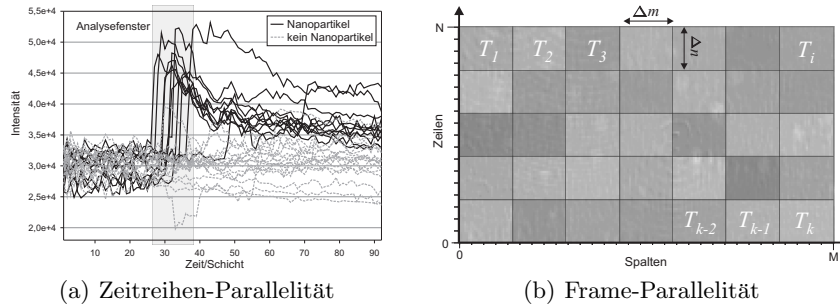 Analysefenster
Nanopartikel
kein Nanopartikel
5,5e+4
5,0e+4
4,5e+4
4,0e+4
3,5e+4
3,0e+4
2,5e+4
2,0e+4
Intensität
10 20 30 40 50 60 70 80 90
Zeit/Schicht
(a) Zeitreihen-Parallelität
N
Δm
Δn
T1 T2 T3 Ti
Zeilen
Tk-2 Tk-1 Tk
0
0 M
Spalten
(b) Frame-Parallelität